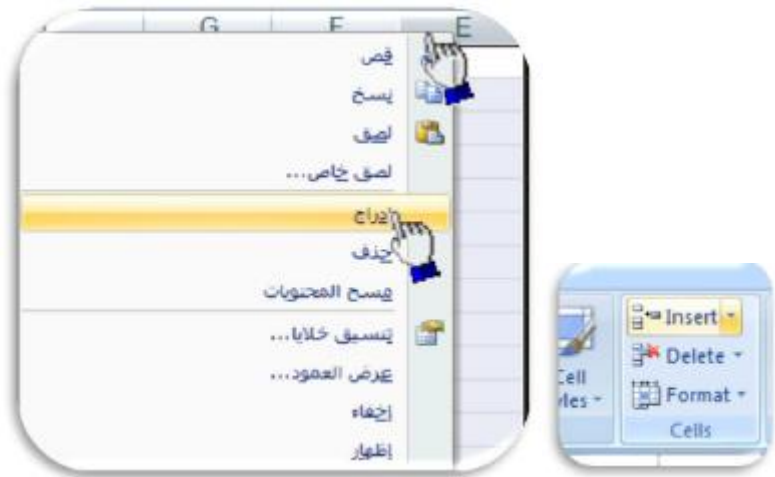 G F E
قص
نسخ
لصق
لصق خاص...
إدراج
حذف
مسح المحتويات
تنسيق خلايا...
عرض العمود...
إخفاء
إظهار
Insert
Delete
Cell
Format
Cells